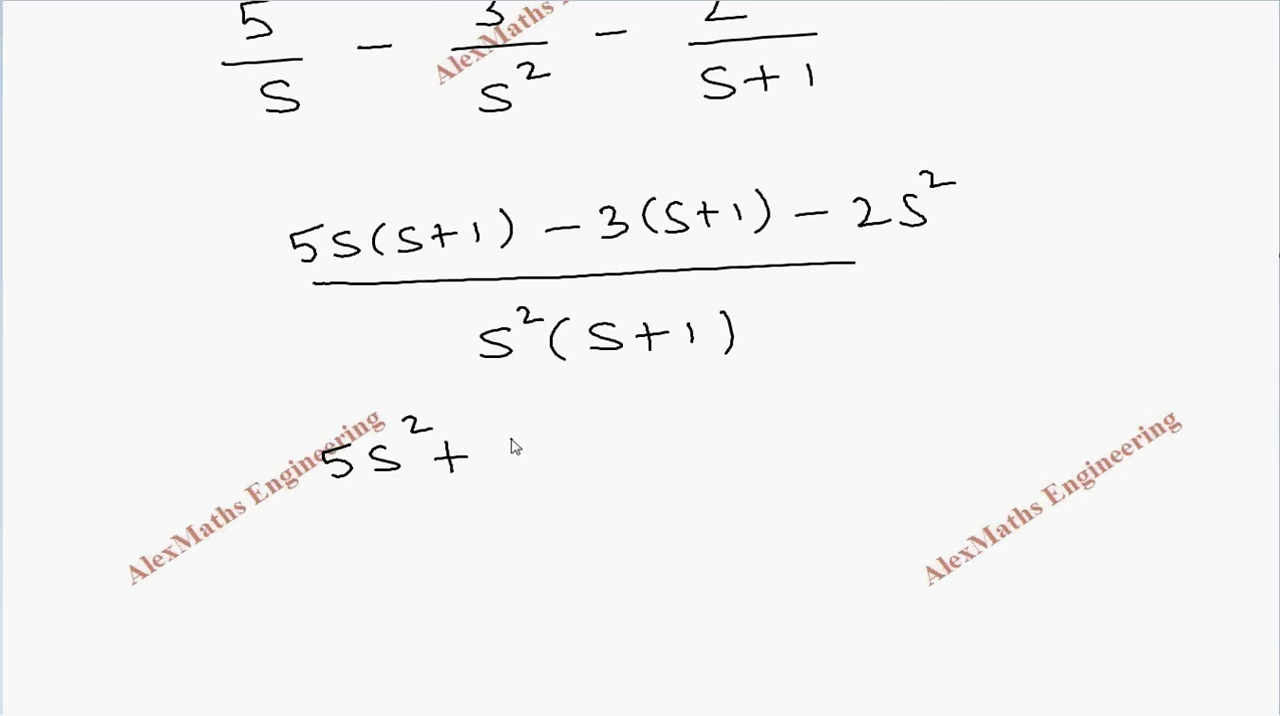 5/s - 3/s² - 2/(s+1)
AlexMaths
5s(s+1) - 3(s+1) - 2s²
s²(s+1)
5s² +
AlexMaths Engineering
AlexMaths Engineering